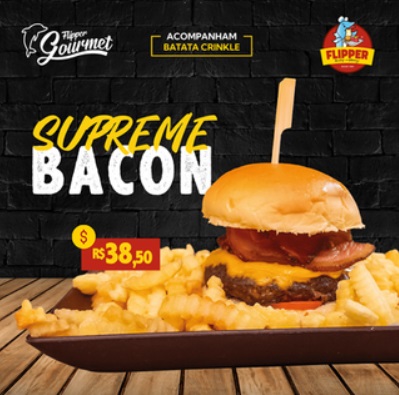 Flipper
Gourmet
ACOMPANHAM
BATATA CRINKLE
FLIPPER
SUPREME
BACON
$
R$38,50